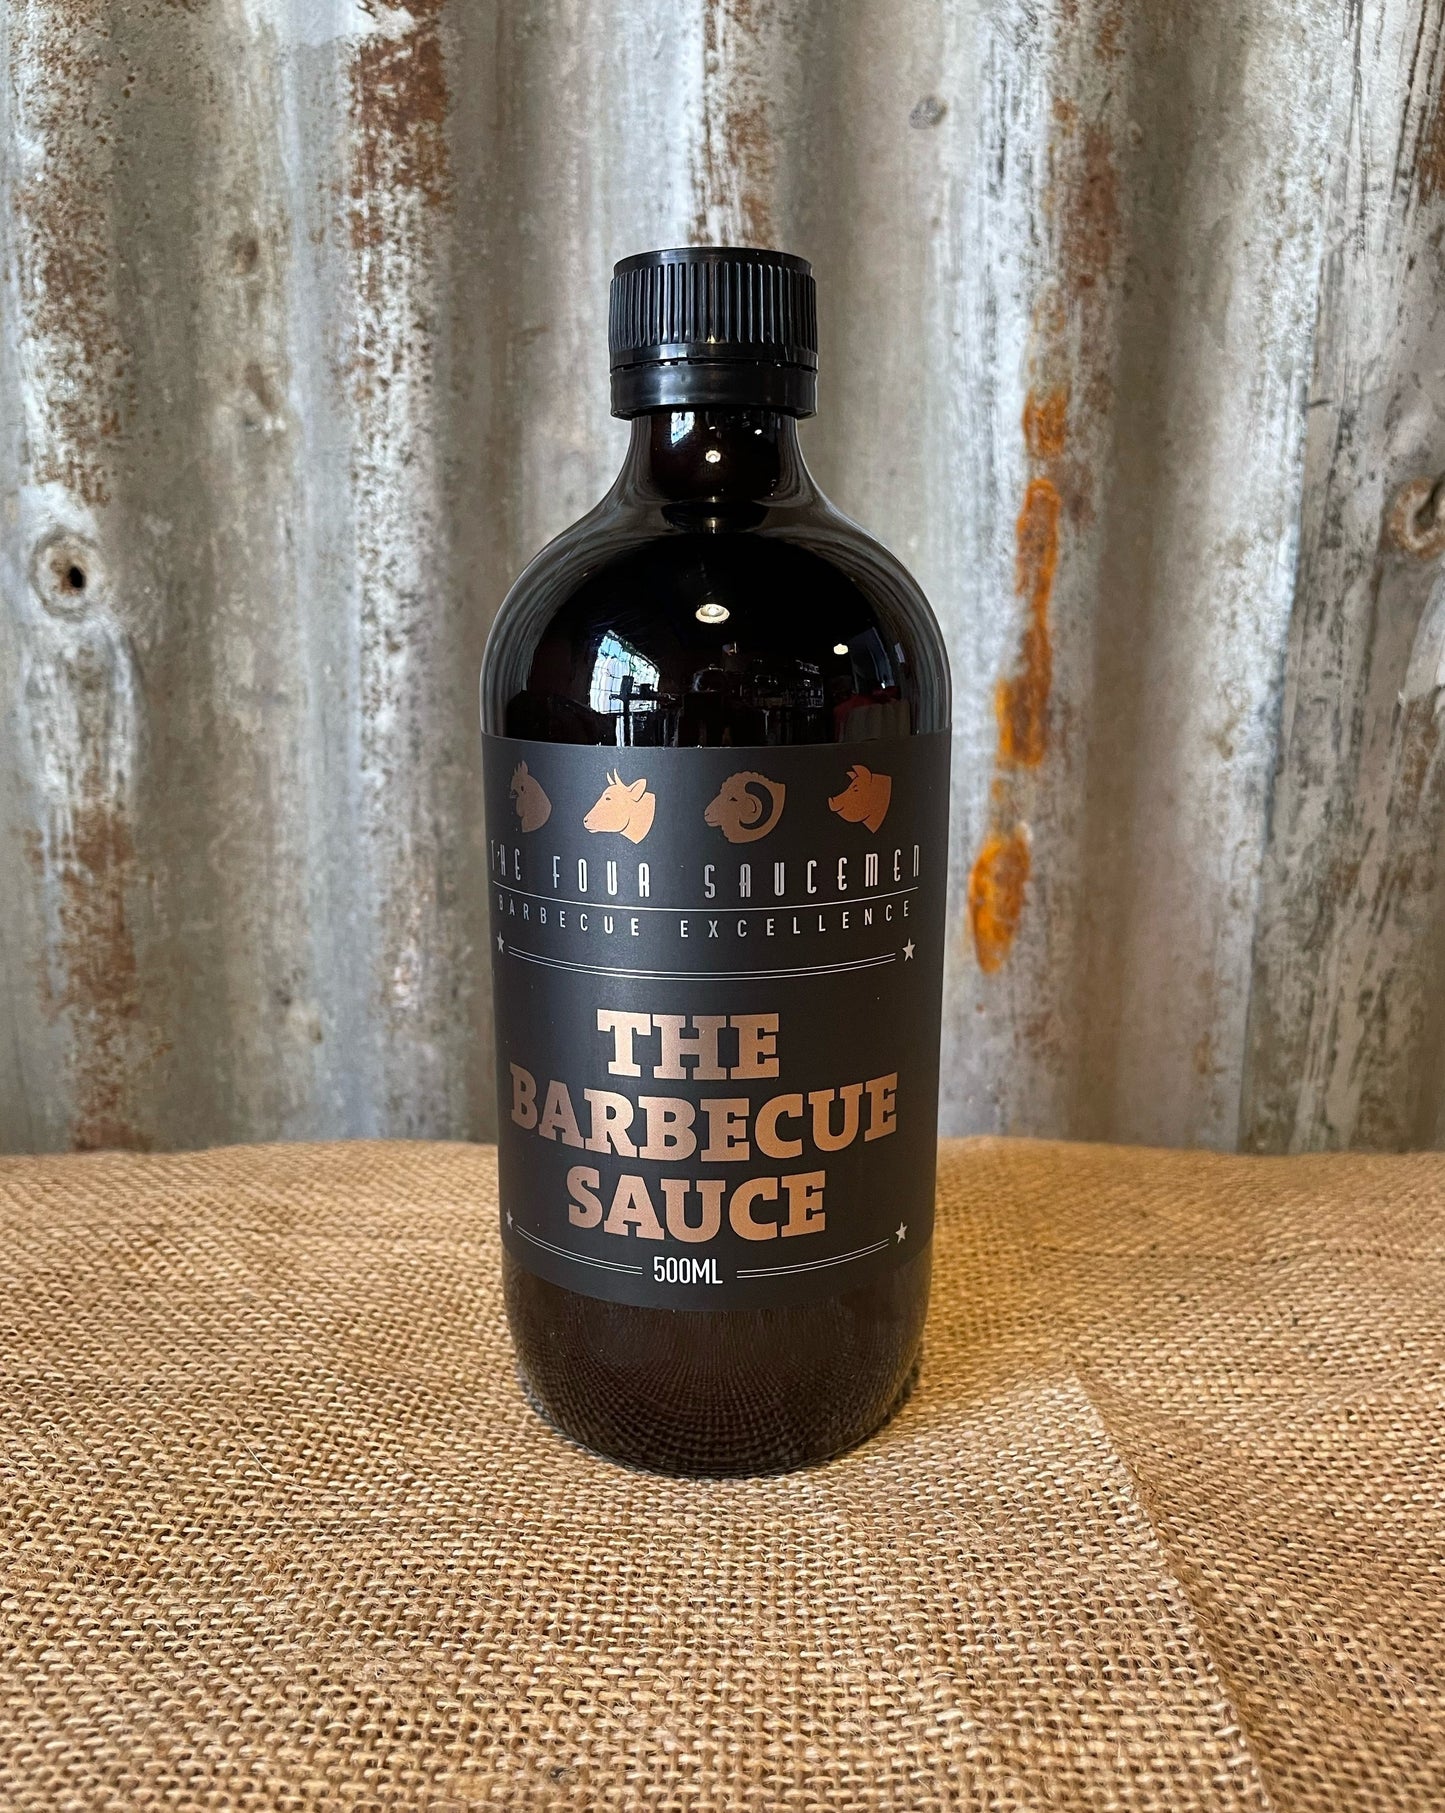 THE FOUR SAUCEMEN
BARBECUE EXCELLENCE
THE
BARBECUE
SAUCE
500ML